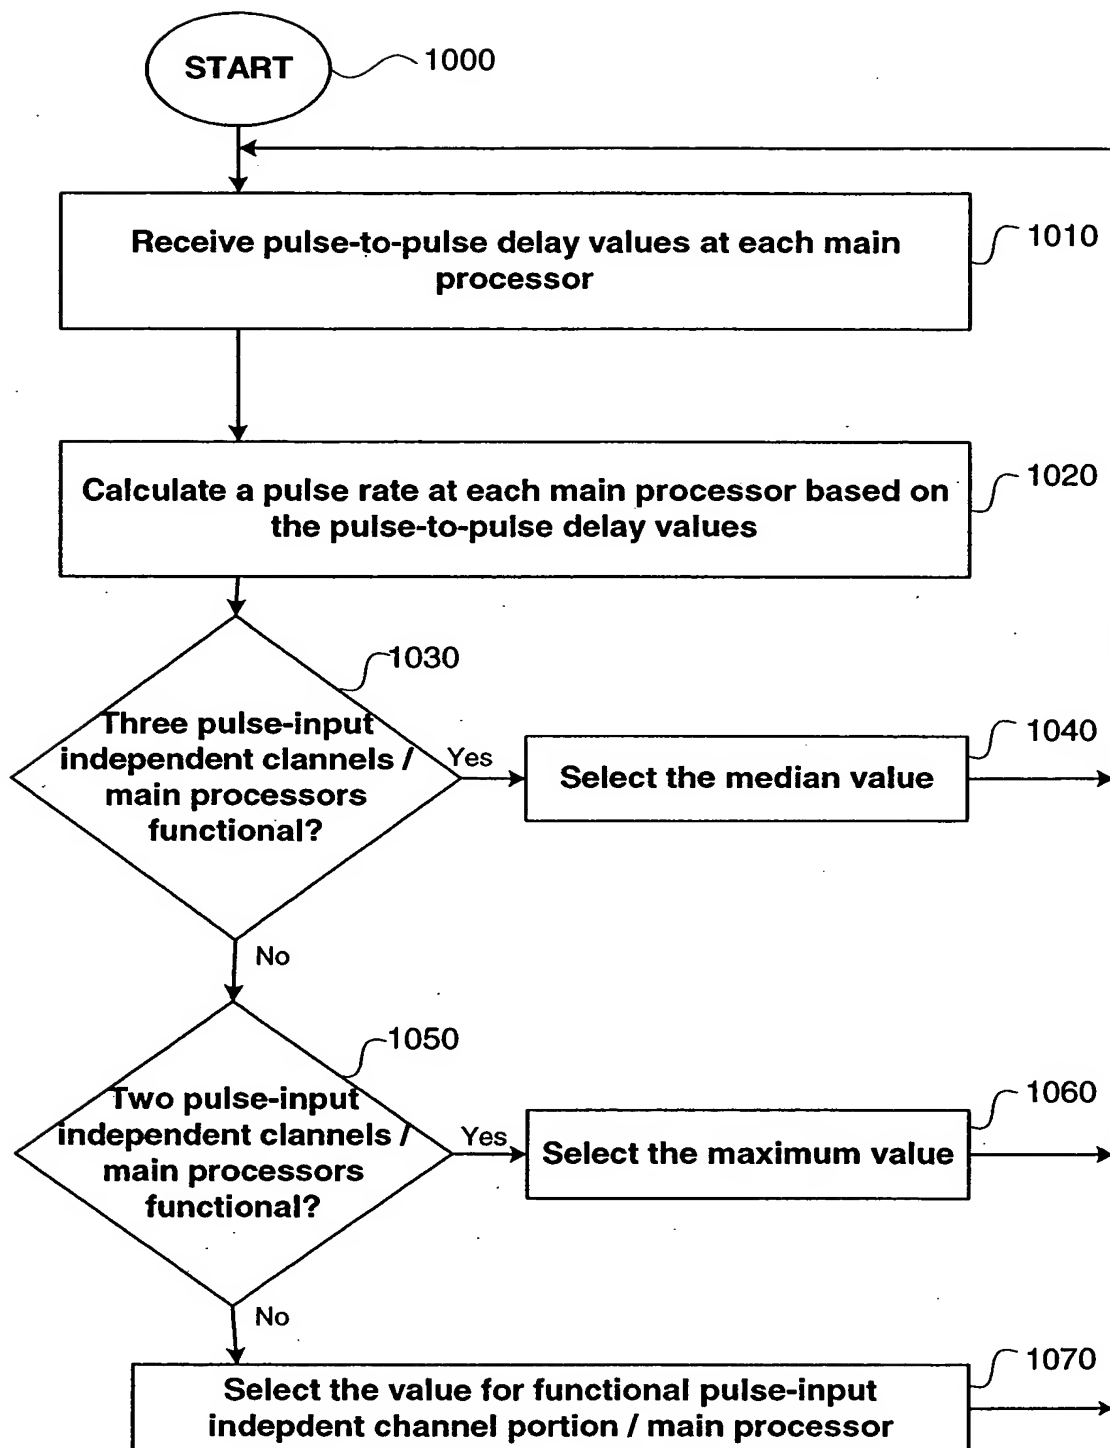 START
1000
Receive pulse-to-pulse delay values at each main
processor
1010
Calculate a pulse rate at each main processor based on
the pulse-to-pulse delay values
1020
1030
Three pulse-input
independent clannels /
main processors
functional?
Yes
Select the median value
1040
No
1050
Two pulse-input
independent clannels /
main processors
functional?
Yes
Select the maximum value
1060
No
Select the value for functional pulse-input
indepdent channel portion / main processor
1070